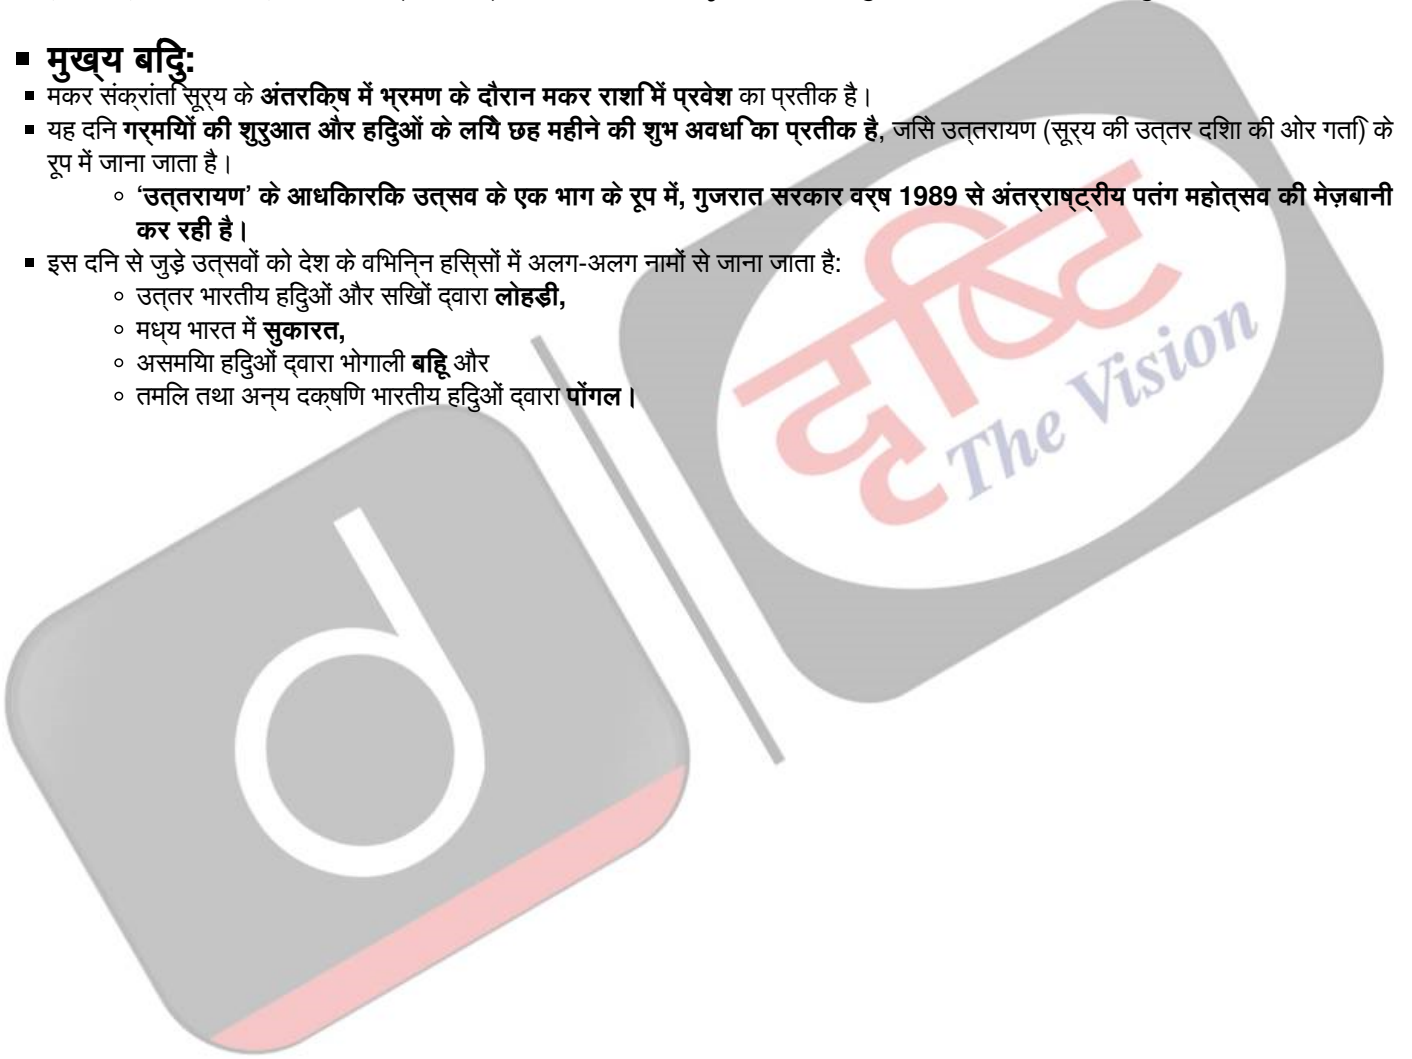 मुख्य बिंदु:
मकर संक्रांति सूर्य के अंतरिक्ष में भ्रमण के दौरान मकर राशि में प्रवेश का प्रतीक है।
यह दिन गर्मियों की शुरुआत और हिंदुओं के लिये छह महीने की शुभ अवधि का प्रतीक है, जिसे उत्तरायण (सूर्य की उत्तर दिशा की ओर गति) के
रूप में जाना जाता है।
‘उत्तरायण’ के आधिकारिक उत्सव के एक भाग के रूप में, गुजरात सरकार वर्ष 1989 से अंतर्राष्ट्रीय पतंग महोत्सव की मेज़बानी
कर रही है।
इस दिन से जुड़े उत्सवों को देश के विभिन्न हिस्सों में अलग-अलग नामों से जाना जाता है:
उत्तर भारतीय हिंदुओं और सिखों द्वारा लोहड़ी,
मध्य भारत में सुकारत,
असमिया हिंदुओं द्वारा भोगाली बिहू और
तमिल तथा अन्य दक्षिण भारतीय हिंदुओं द्वारा पोंगल।
दृष्टि
The Vision
d